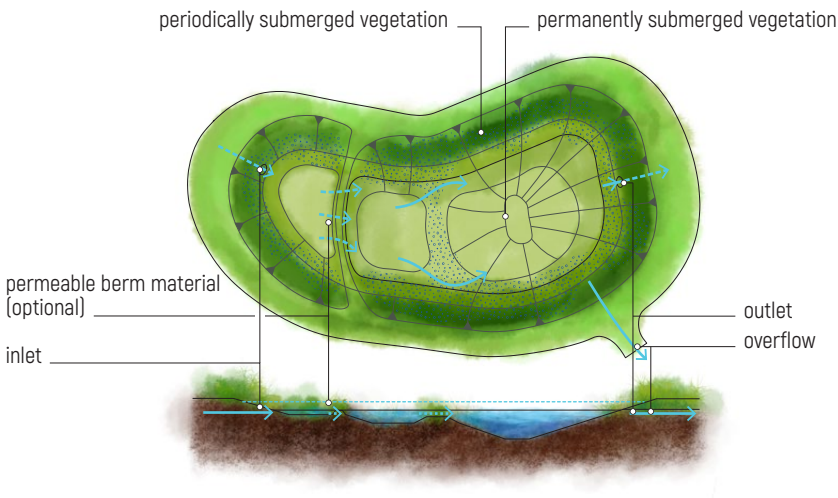 periodically submerged vegetation
permanently submerged vegetation
permeable berm material
(optional)
inlet
outlet
overflow